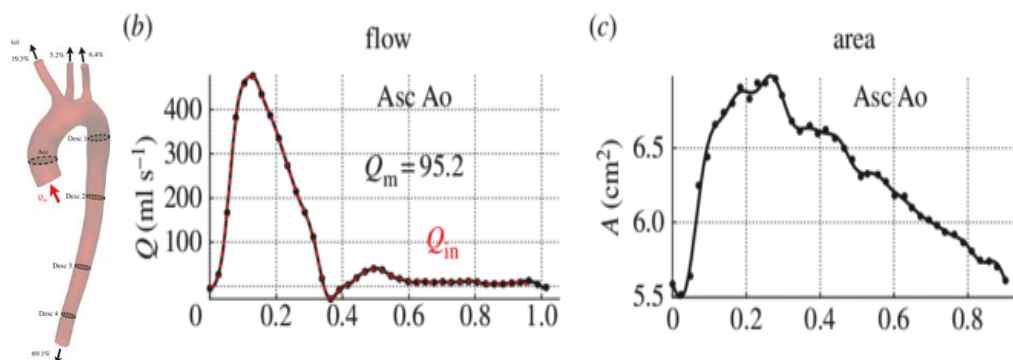 (a)
19.3%
5.2%
6.4%
Asc
Desc 1
Desc 2
Desc 3
Desc 4
69.1%
(b)
flow
Asc Ao
Qm = 95.2
Qin
Q (ml s⁻¹)
400
300
200
100
0
0
0.2
0.4
0.6
0.8
1.0
(c)
area
Asc Ao
A (cm²)
6.5
6.0
5.5
0
0.2
0.4
0.6
0.8